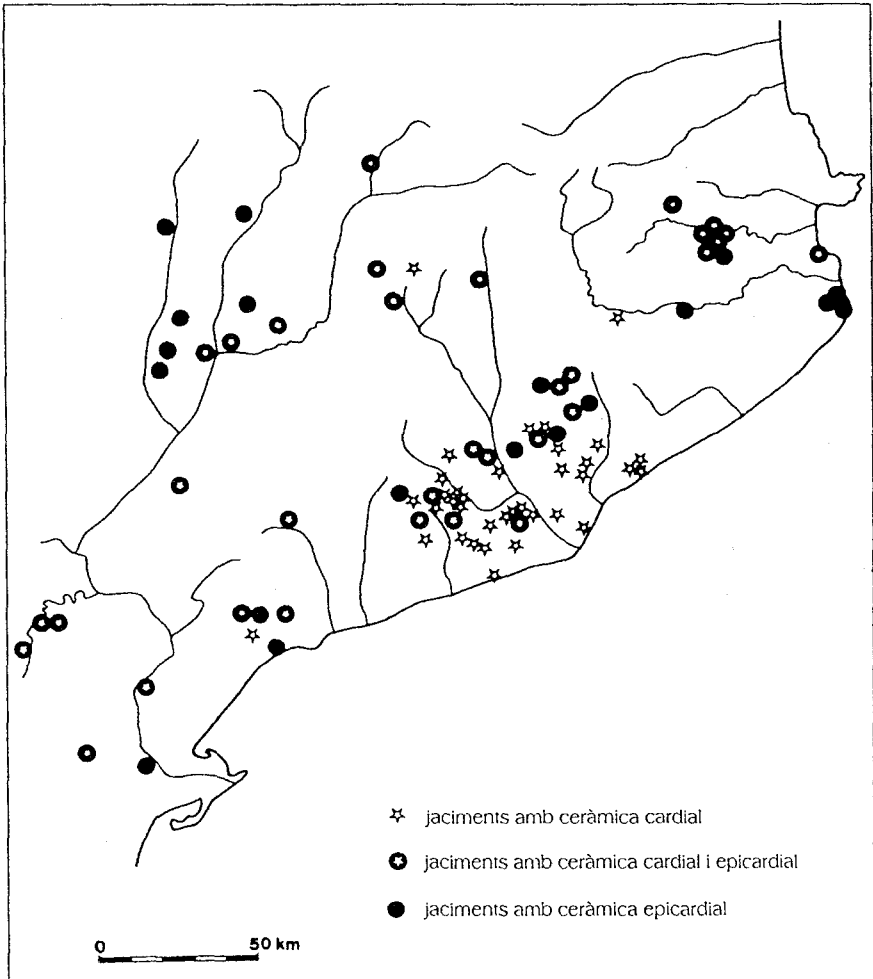 jaciments amb ceràmica cardial
jaciments amb ceràmica cardial i epicardial
jaciments amb ceràmica epicardial
0 50 km